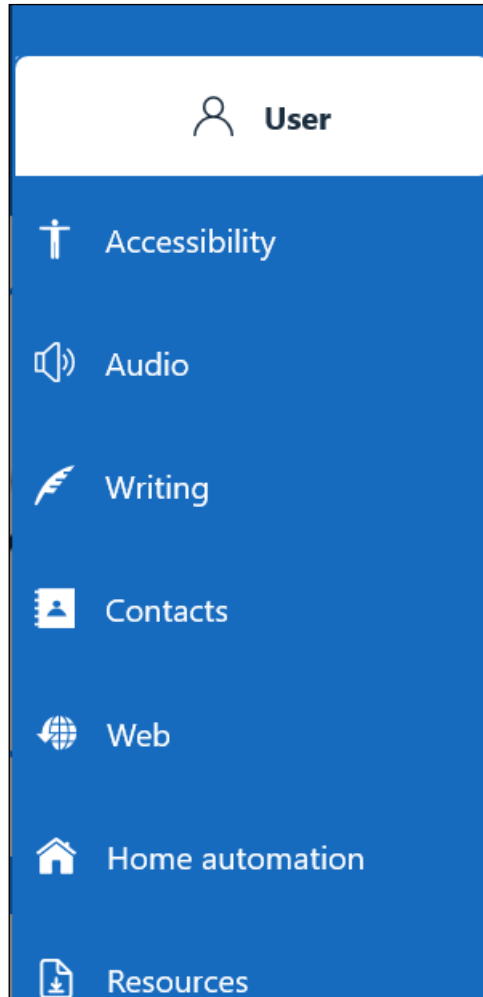 User
Accessibility
Audio
Writing
Contacts
Web
Home automation
Resources